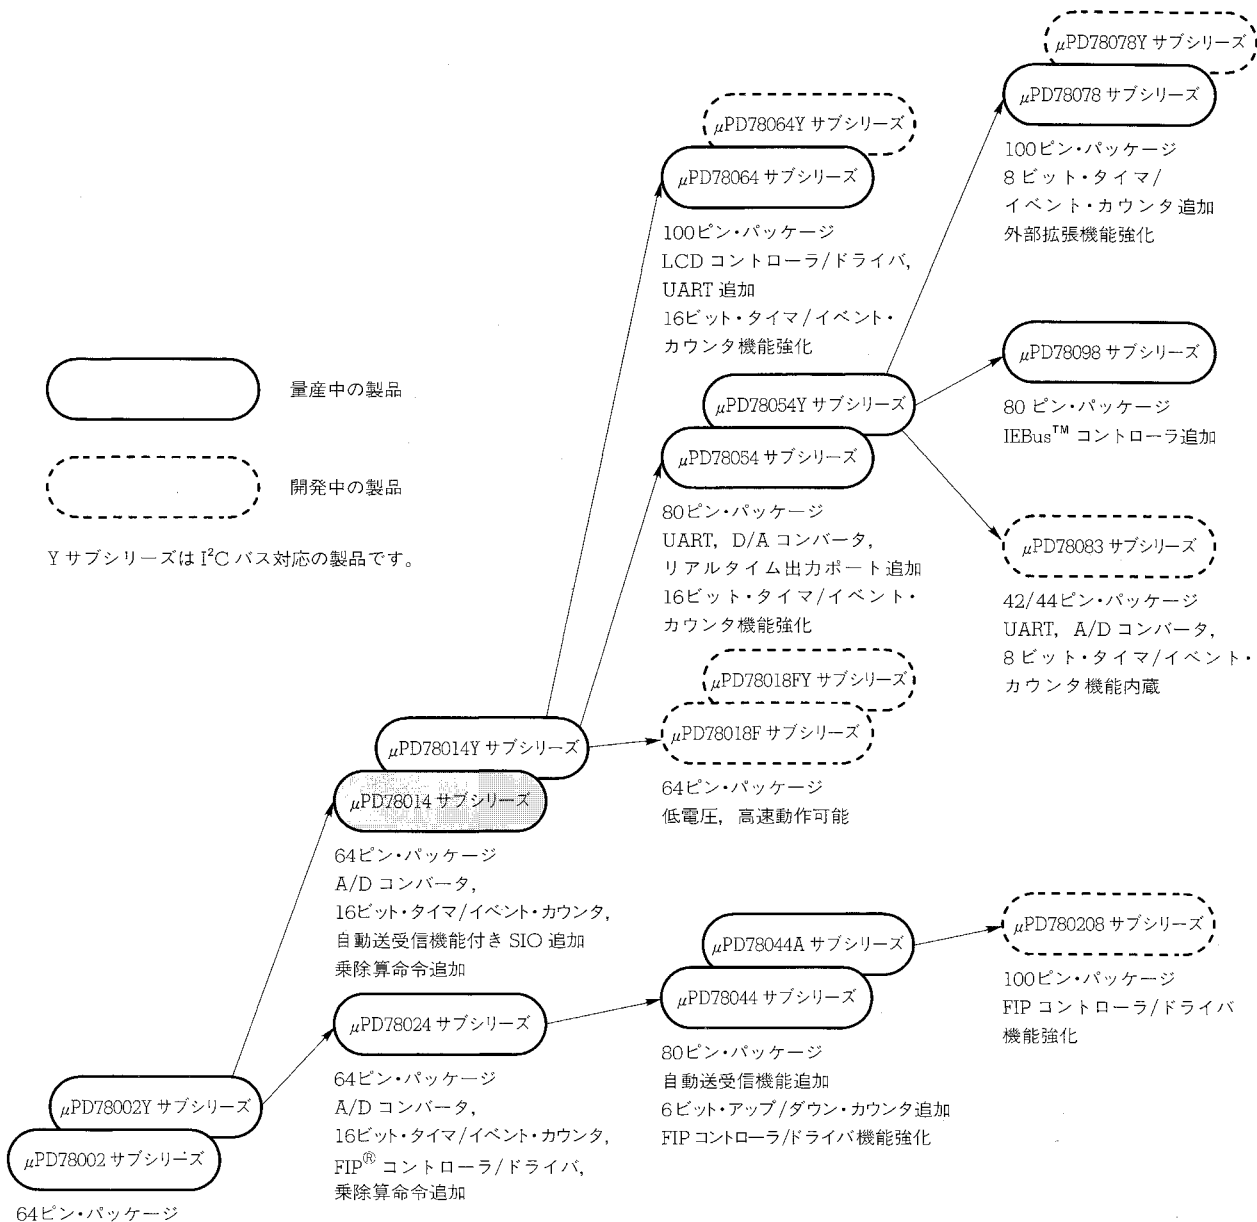 μPD78078Y サブシリーズ
μPD78078 サブシリーズ
100ピン・パッケージ
8 ビット・タイマ/
イベント・カウンタ追加
外部拡張機能強化
μPD78064Y サブシリーズ
μPD78064 サブシリーズ
100ピン・パッケージ
LCD コントローラ/ドライバ,
UART 追加
16ビット・タイマ/イベント・
カウンタ機能強化
量産中の製品
開発中の製品
Y サブシリーズは I²C バス対応の製品です。
μPD78054Y サブシリーズ
μPD78054 サブシリーズ
80ピン・パッケージ
UART, D/A コンバータ,
リアルタイム出力ポート追加
16ビット・タイマ/イベント・
カウンタ機能強化
μPD78098 サブシリーズ
80 ピン・パッケージ
IEBus™ コントローラ追加
μPD78083 サブシリーズ
42/44ピン・パッケージ
UART, A/D コンバータ,
8 ビット・タイマ/イベント・
カウンタ機能内蔵
μPD78018FY サブシリーズ
μPD78018F サブシリーズ
64ピン・パッケージ
低電圧, 高速動作可能
μPD78014Y サブシリーズ
μPD78014 サブシリーズ
64ピン・パッケージ
A/D コンバータ,
16ビット・タイマ/イベント・カウンタ,
自動送受信機能付き SIO 追加
乗除算命令追加
μPD78044A サブシリーズ
μPD78044 サブシリーズ
80ピン・パッケージ
自動送受信機能追加
6ビット・アップ/ダウン・カウンタ追加
FIP コントローラ/ドライバ機能強化
μPD780208 サブシリーズ
100ピン・パッケージ
FIP コントローラ/ドライバ
機能強化
μPD78024 サブシリーズ
64ピン・パッケージ
A/D コンバータ,
16ビット・タイマ/イベント・カウンタ,
FIP® コントローラ/ドライバ,
乗除算命令追加
μPD78002Y サブシリーズ
μPD78002 サブシリーズ
64ピン・パッケージ